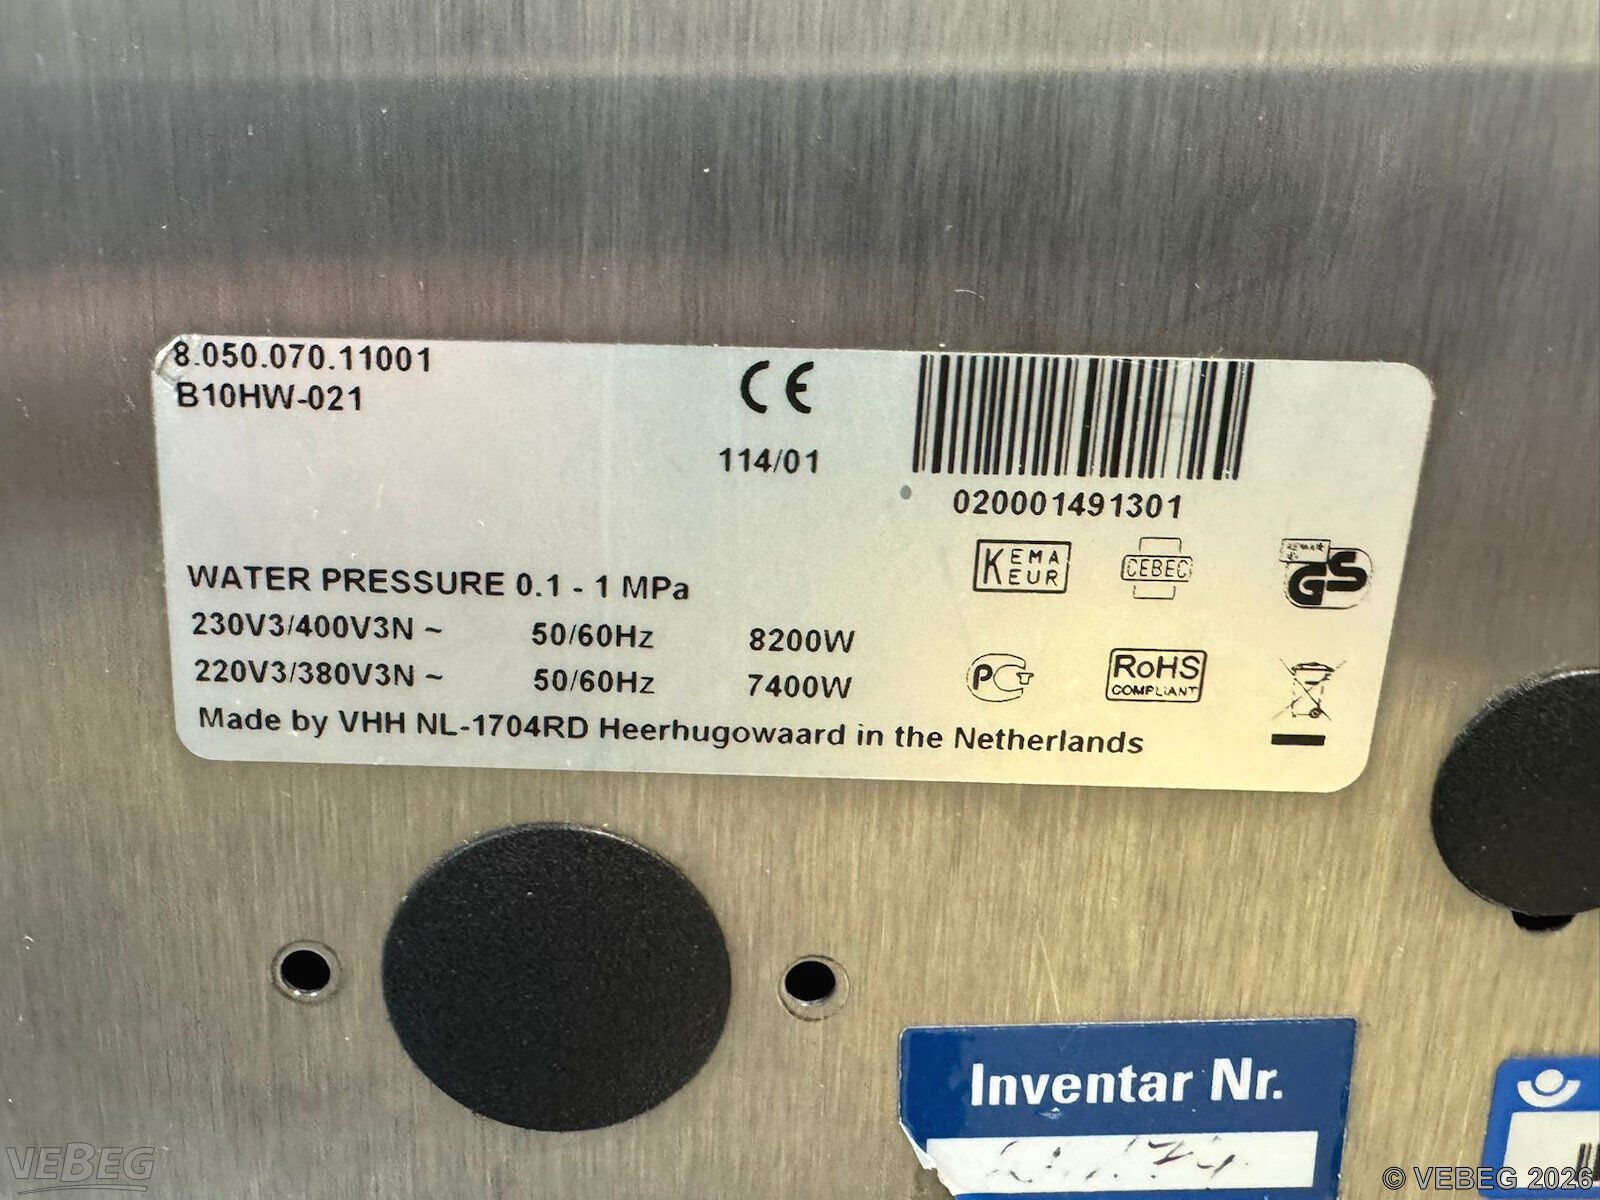 8.050.070.11001
B10HW-021
CE
114/01
020001491301
KEMA
KEUR
CEBEC
GS
WATER PRESSURE 0.1 - 1 MPa
230V3/400V3N ~ 50/60Hz 8200W
220V3/380V3N ~ 50/60Hz 7400W
RoHS
COMPLIANT
Made by VHH NL-1704RD Heerhugowaard in the Netherlands
Inventar Nr.
VEBEG
© VEBEG 2026